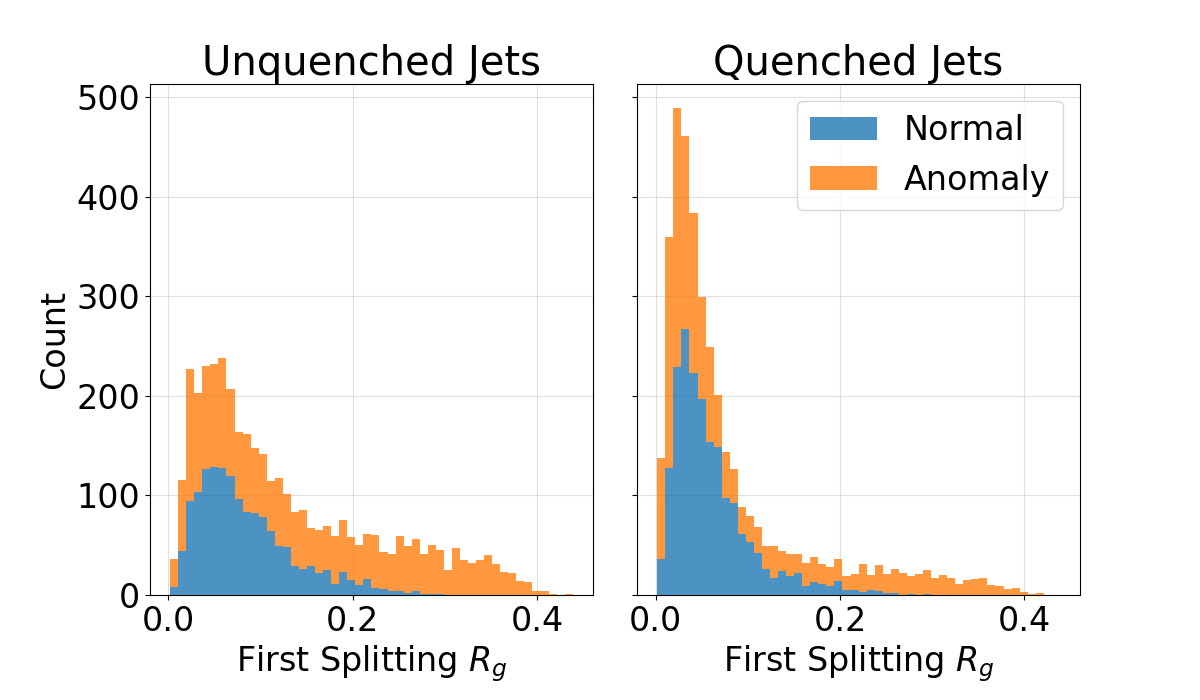 Unquenched Jets
Quenched Jets
500
400
300
200
100
0
Count
0.0
0.2
0.4
First Splitting R_g
Normal
Anomaly
0.0
0.2
0.4
First Splitting R_g